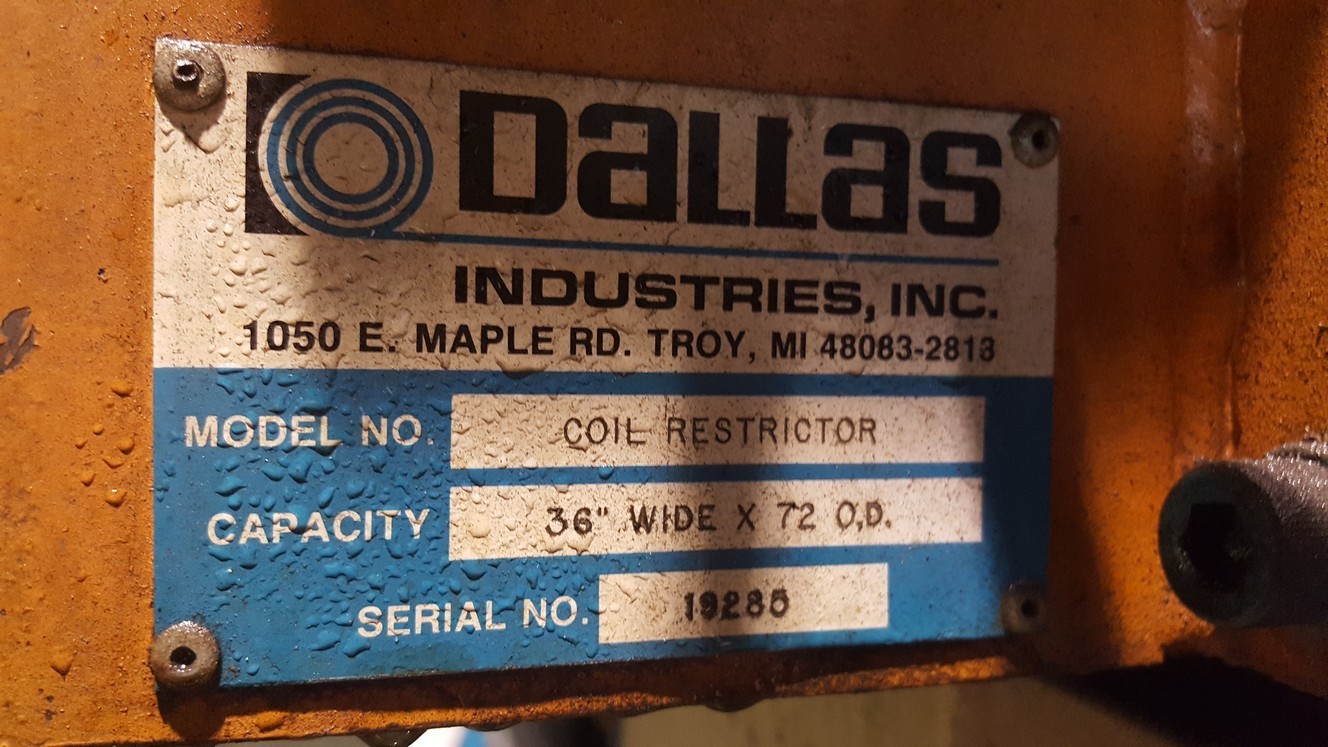 Dallas
INDUSTRIES, INC.
1050 E. MAPLE RD. TROY, MI 48083-2813
MODEL NO. COIL RESTRICTOR
CAPACITY 36" WIDE X 72 O.D.
SERIAL NO. 19285